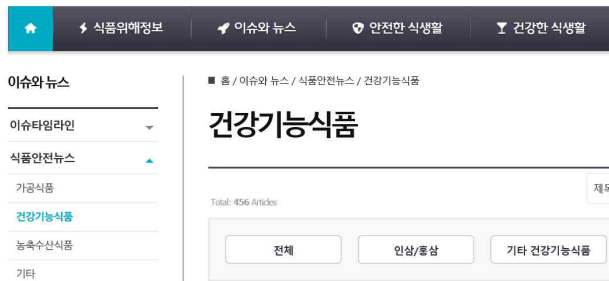 식품위해정보
이슈와 뉴스
안전한 식생활
건강한 식생활
이슈와 뉴스
이슈타임라인
식품안전뉴스
가공식품
건강기능식품
농축수산식품
기타
홈 / 이슈와 뉴스 / 식품안전뉴스 / 건강기능식품
건강기능식품
Total: 456 Articles
전체
인삼/홍삼
기타 건강기능식품